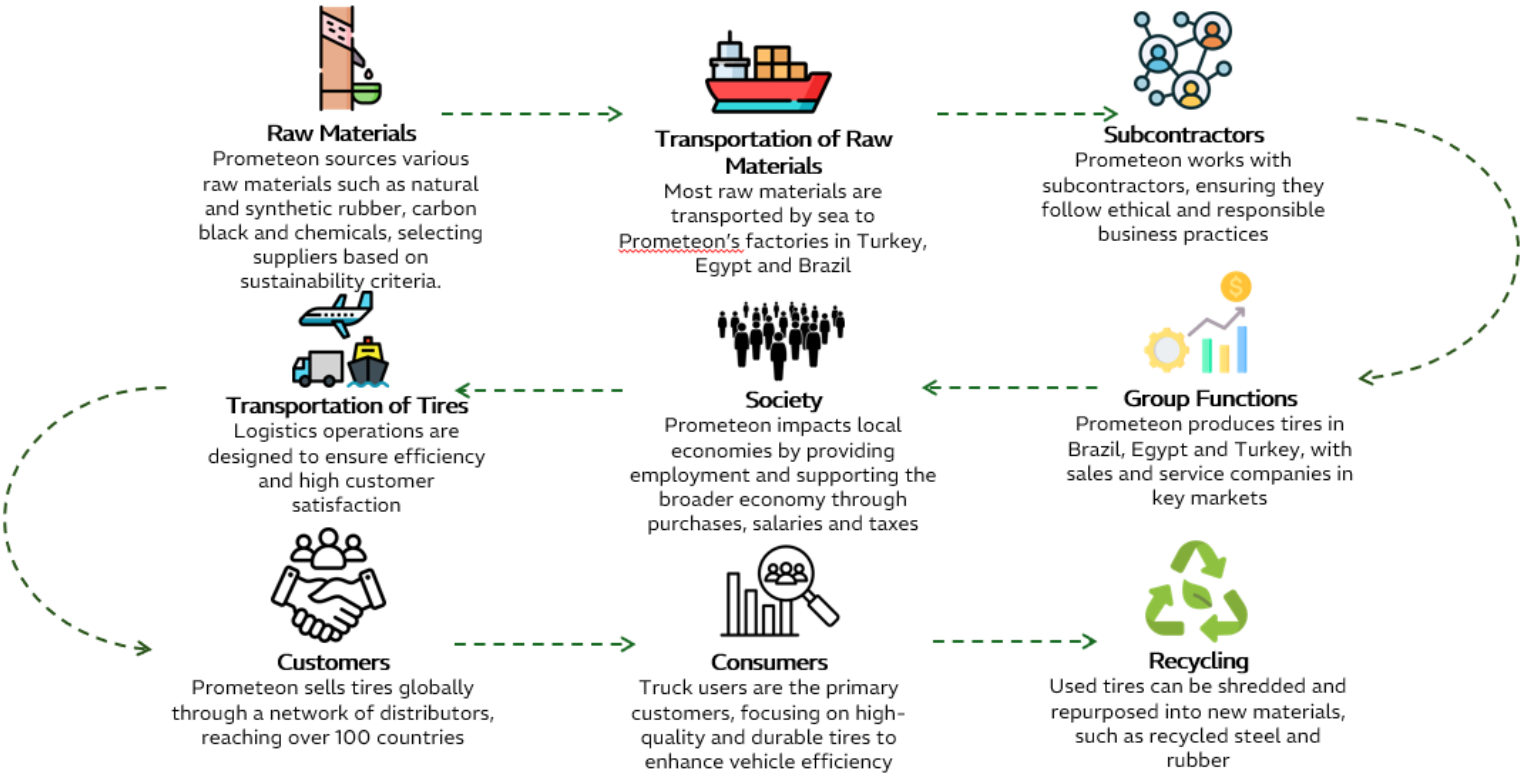 Raw Materials
Prometeon sources various
raw materials such as natural
and synthetic rubber, carbon
black and chemicals, selecting
suppliers based on
sustainability criteria.
Transportation of Raw
Materials
Most raw materials are
transported by sea to
Prometeon's factories in Turkey,
Egypt and Brazil
Subcontractors
Prometeon works with
subcontractors, ensuring they
follow ethical and responsible
business practices
$
Group Functions
Prometeon produces tires in
Brazil, Egypt and Turkey, with
sales and service companies in
key markets
Society
Prometeon impacts local
economies by providing
employment and supporting the
broader economy through
purchases, salaries and taxes
Transportation of Tires
Logistics operations are
designed to ensure efficiency
and high customer
satisfaction
Customers
Prometeon sells tires globally
through a network of distributors,
reaching over 100 countries
Consumers
Truck users are the primary
customers, focusing on high-
quality and durable tires to
enhance vehicle efficiency
Recycling
Used tires can be shredded and
repurposed into new materials,
such as recycled steel and
rubber